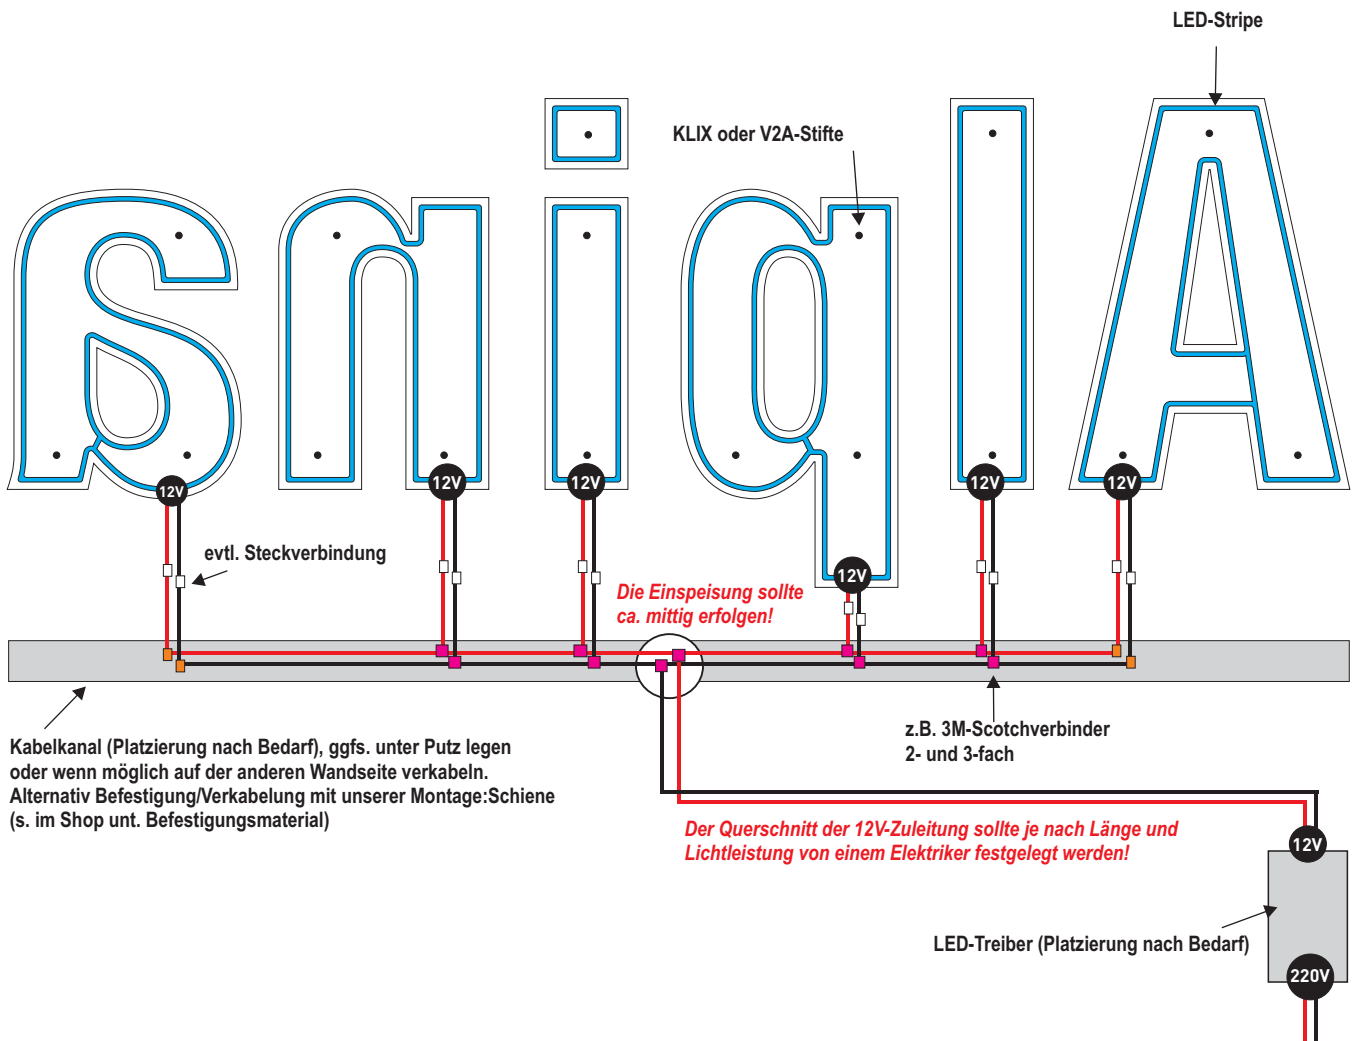 LED-Stripe
KLIX oder V2A-Stifte
Alpina
12V
12V
12V
12V
12V
12V
evtl. Steckverbindung
Die Einspeisung sollte
ca. mittig erfolgen!
Kabelkanal (Platzierung nach Bedarf), ggfs. unter Putz legen
oder wenn möglich auf der anderen Wandseite verkabeln.
Alternativ Befestigung/Verkabelung mit unserer Montage:Schiene
(s. im Shop unt. Befestigungsmaterial)
z.B. 3M-Scotchverbinder
2- und 3-fach
Der Querschnitt der 12V-Zuleitung sollte je nach Länge und
Lichtleistung von einem Elektriker festgelegt werden!
12V
LED-Treiber (Platzierung nach Bedarf)
220V